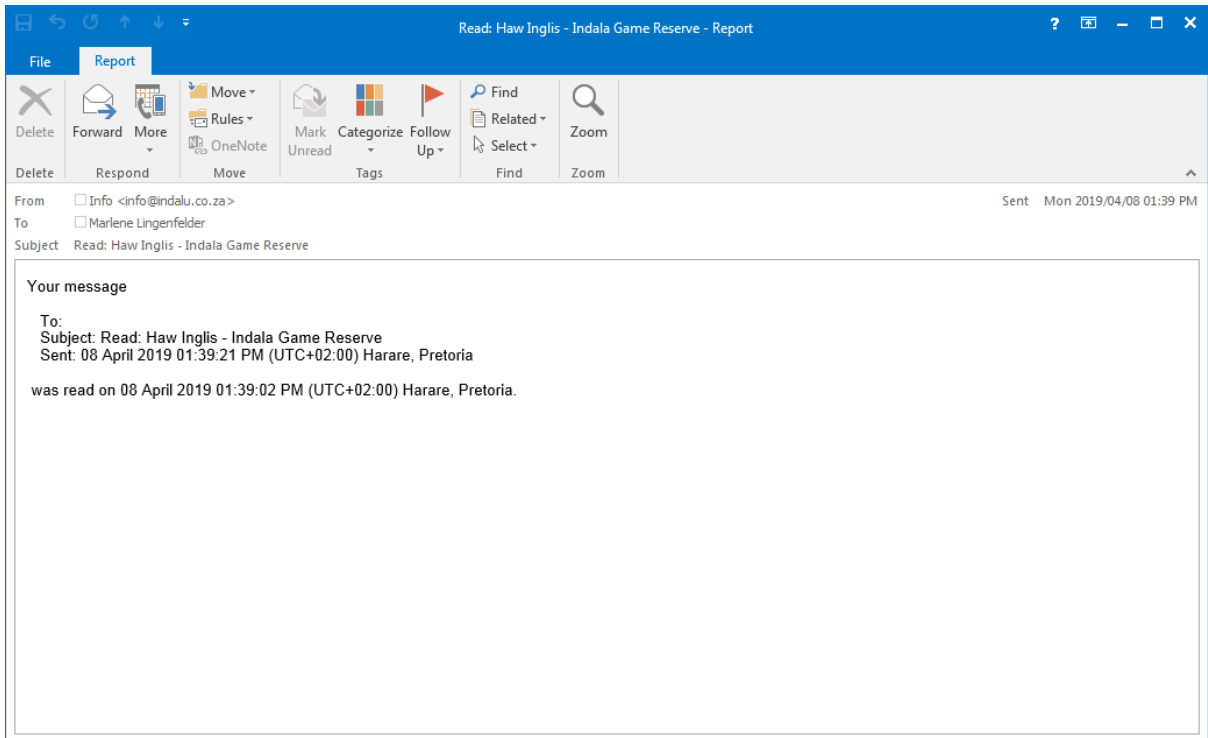 Read: Haw Inglis - Indala Game Reserve - Report
?
File Report
Delete
Forward More
Move
Rules
OneNote
Mark Unread
Categorize
Follow Up
Find
Related
Select
Zoom
Delete Respond Move Tags Find Zoom
From Info <info@indalu.co.za> Sent Mon 2019/04/08 01:39 PM
To Marlene Lingenfelder
Subject Read: Haw Inglis - Indala Game Reserve
Your message
To:
Subject: Read: Haw Inglis - Indala Game Reserve
Sent: 08 April 2019 01:39:21 PM (UTC+02:00) Harare, Pretoria
was read on 08 April 2019 01:39:02 PM (UTC+02:00) Harare, Pretoria.